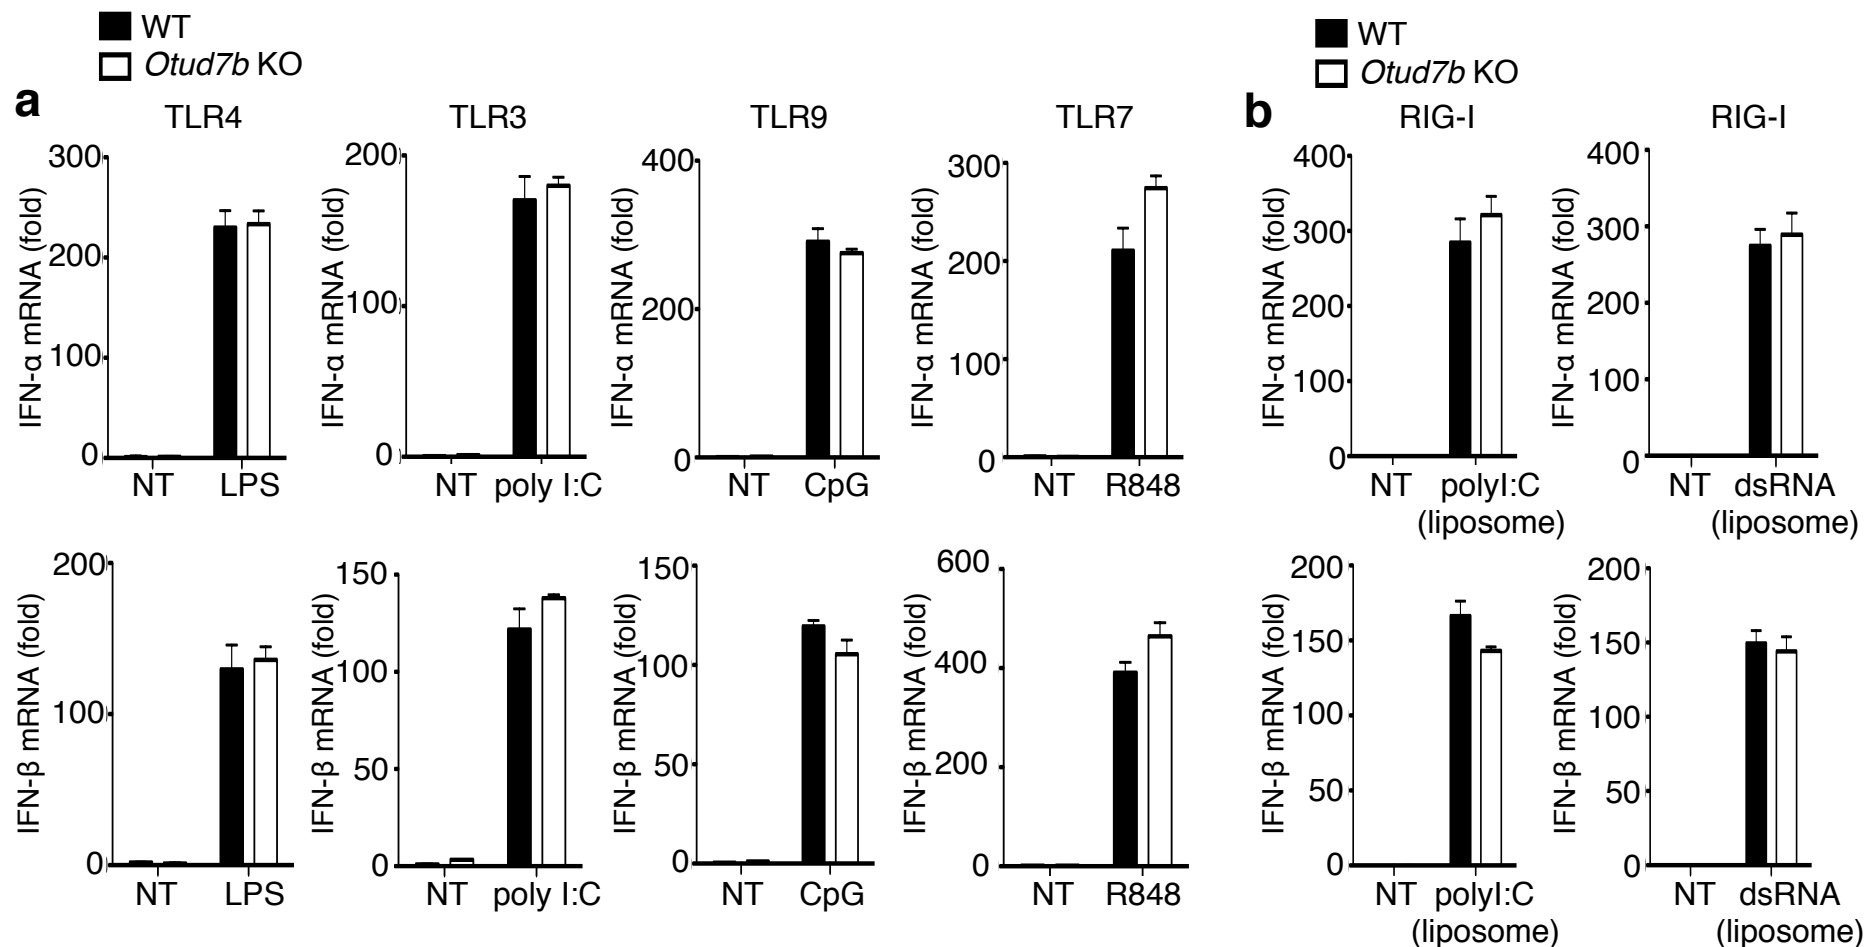 WT
Otud7b KO
WT
Otud7b KO
a
TLR4
TLR3
TLR9
TLR7
b
RIG-I
RIG-I
IFN-α mRNA (fold)
300
200
100
0
NT LPS
IFN-α mRNA (fold)
200
100
0
NT poly I:C
IFN-α mRNA (fold)
400
200
0
NT CpG
IFN-α mRNA (fold)
300
200
100
0
NT R848
IFN-α mRNA (fold)
400
300
200
100
0
NT polyI:C
(liposome)
IFN-α mRNA (fold)
400
300
200
100
0
NT dsRNA
(liposome)
IFN-β mRNA (fold)
200
100
0
NT LPS
IFN-β mRNA (fold)
150
100
50
0
NT poly I:C
IFN-β mRNA (fold)
150
100
50
0
NT CpG
IFN-β mRNA (fold)
600
400
200
0
NT R848
IFN-β mRNA (fold)
200
150
100
50
0
NT polyI:C
(liposome)
IFN-β mRNA (fold)
200
150
100
50
0
NT dsRNA
(liposome)